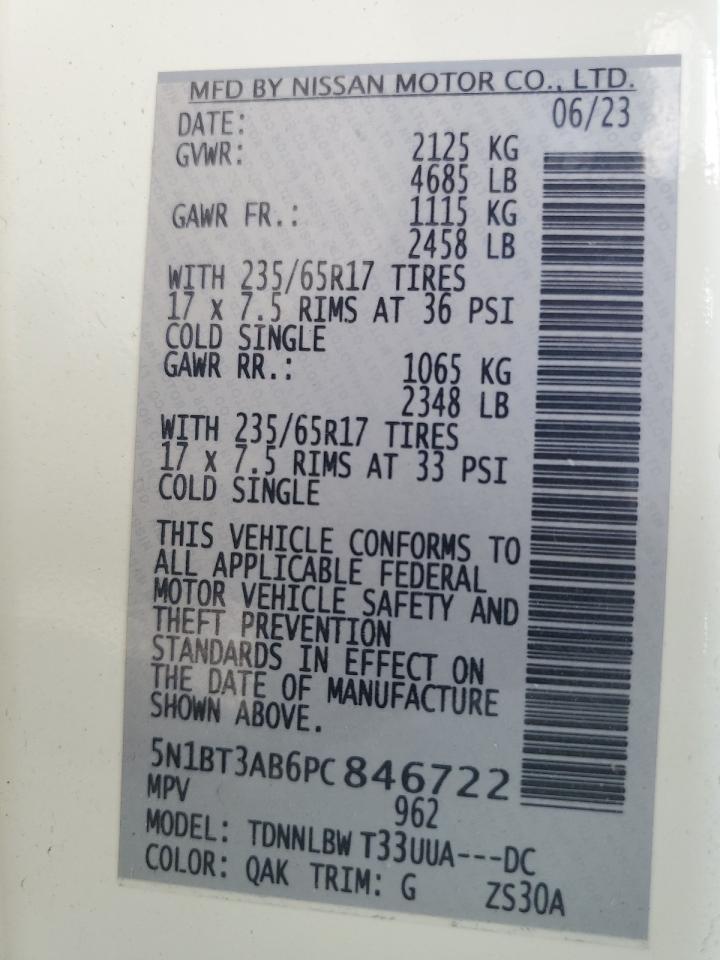 MFD BY NISSAN MOTOR CO., LTD.
DATE: 06/23
GVWR: 2125 KG
4685 LB
GAWR FR.: 1115 KG
2458 LB
WITH 235/65R17 TIRES
17 x 7.5 RIMS AT 36 PSI
COLD SINGLE
GAWR RR.: 1065 KG
2348 LB
WITH 235/65R17 TIRES
17 x 7.5 RIMS AT 33 PSI
COLD SINGLE
THIS VEHICLE CONFORMS TO
ALL APPLICABLE FEDERAL
MOTOR VEHICLE SAFETY AND
THEFT PREVENTION
STANDARDS IN EFFECT ON
THE DATE OF MANUFACTURE
SHOWN ABOVE.
5N1BT3AB6PC 846722
MPV 962
MODEL: TDNNLBW T33UUA---DC
COLOR: QAK TRIM: G ZS30A